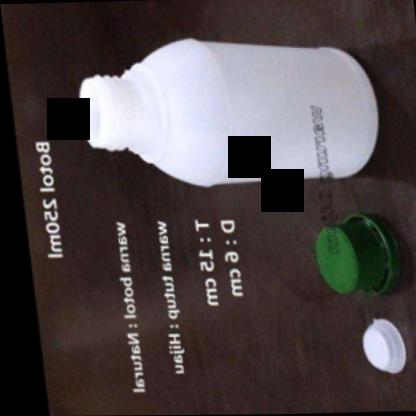 Botol 250ml
warna botol : Natural
warna tutup : Hijau
T : 15 cm
D : 6 cm